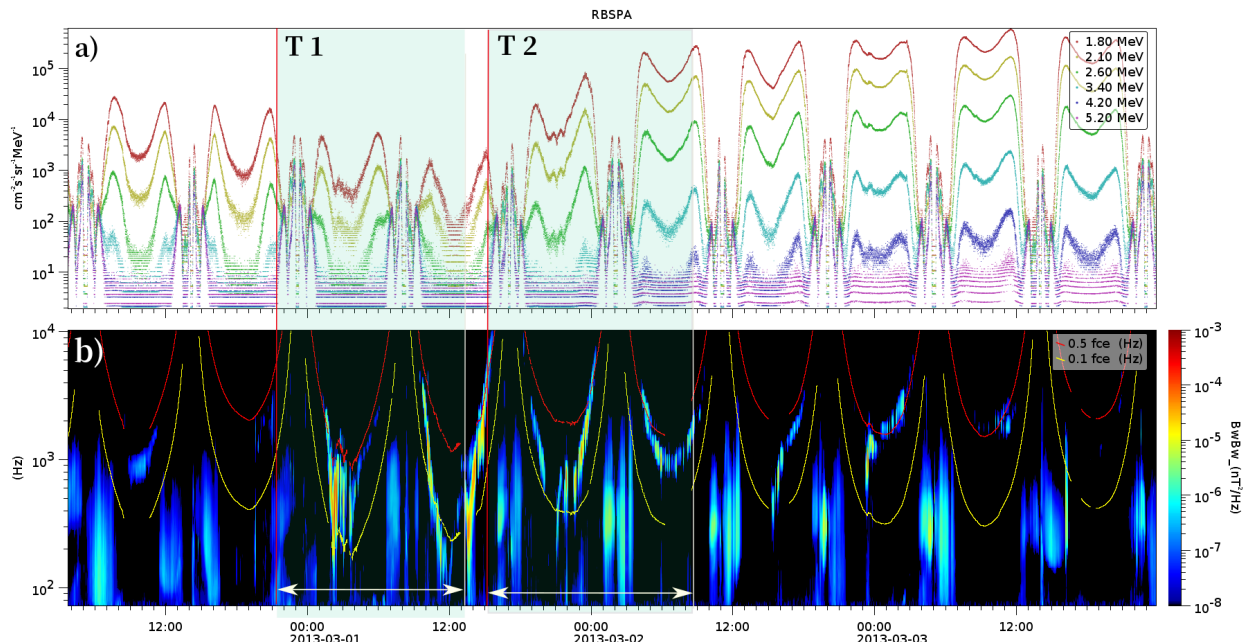 RBSPA
a)
T 1
T 2
1.80 MeV
2.10 MeV
2.60 MeV
3.40 MeV
4.20 MeV
5.20 MeV
10⁵
10⁴
10³
10²
10¹
cm⁻²s⁻¹sr⁻¹MeV⁻¹
b)
0.5 fce (Hz)
0.1 fce (Hz)
10⁴
10³
10²
(Hz)
10⁻³
10⁻⁴
10⁻⁵
10⁻⁶
10⁻⁷
10⁻⁸
BwBw_(nT²/Hz)
12:00
00:00
12:00
00:00
12:00
00:00
12:00
2013-03-01
2013-03-02
2013-03-03